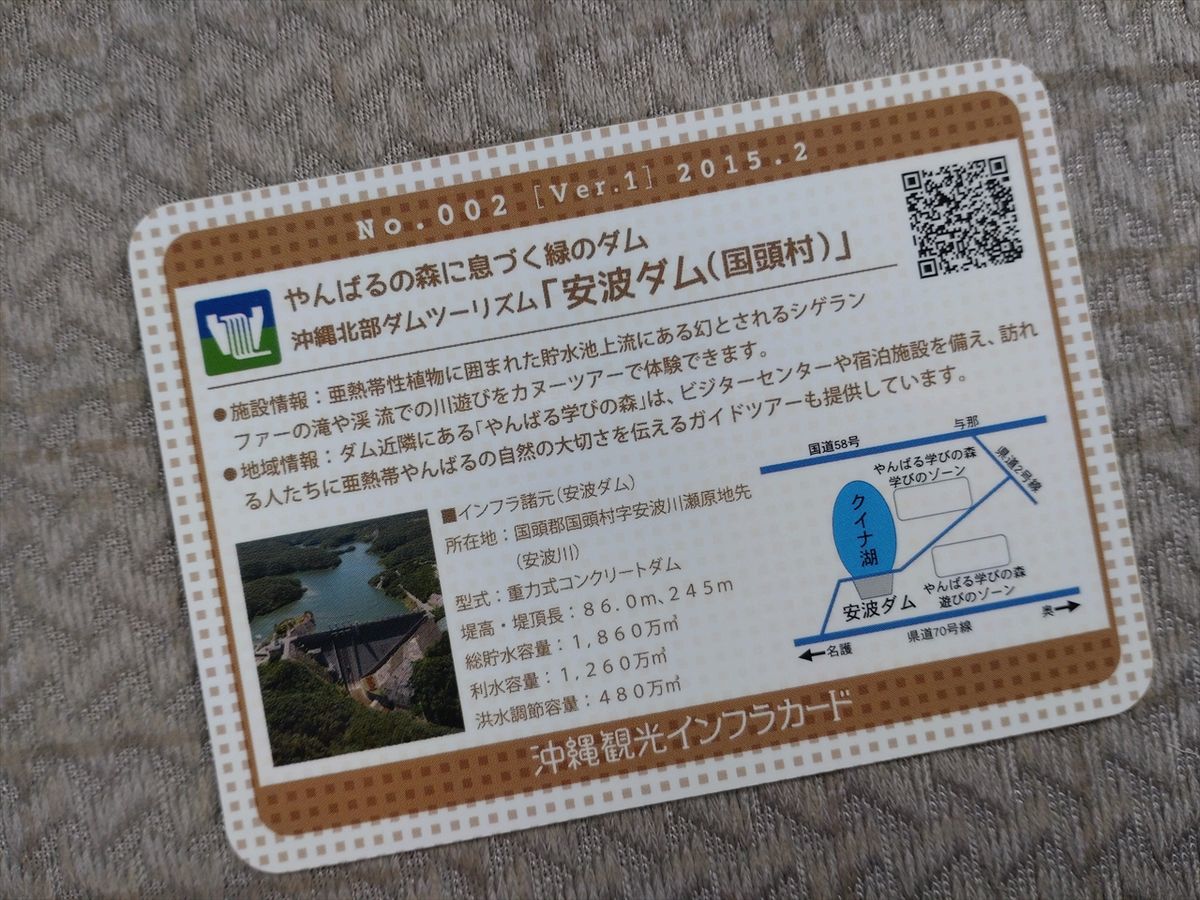 No.002 [Ver.1] 2015.2
やんばるの森に息づく緑のダム
沖縄北部ダムツーリズム「安波ダム(国頭村)」
●施設情報：亜熱帯性植物に囲まれた貯水池上流にある幻とされるシゲラン
ファーの滝や渓 流での川遊びをカヌーツアーで体験できます。
●地域情報：ダム近隣にある「やんばる学びの森」は、ビジターセンターや宿泊施設を備え、訪れ
る人たちに亜熱帯やんばるの自然の大切さを伝えるガイドツアーも提供しています。
■インフラ諸元(安波ダム)
所在地：国頭郡国頭村字安波川瀬原地先
(安波川)
型式：重力式コンクリートダム
堤高・堤頂長：86.0m、245m
総貯水容量：1,860万㎥
利水容量：1,260万㎥
洪水調節容量：480万㎥
国道58号
与那
県道2号線
やんばる学びの森
学びのゾーン
クイナ湖
やんばる学びの森
遊びのゾーン
安波ダム
奥→
県道70号線
←名護
沖縄観光インフラカード